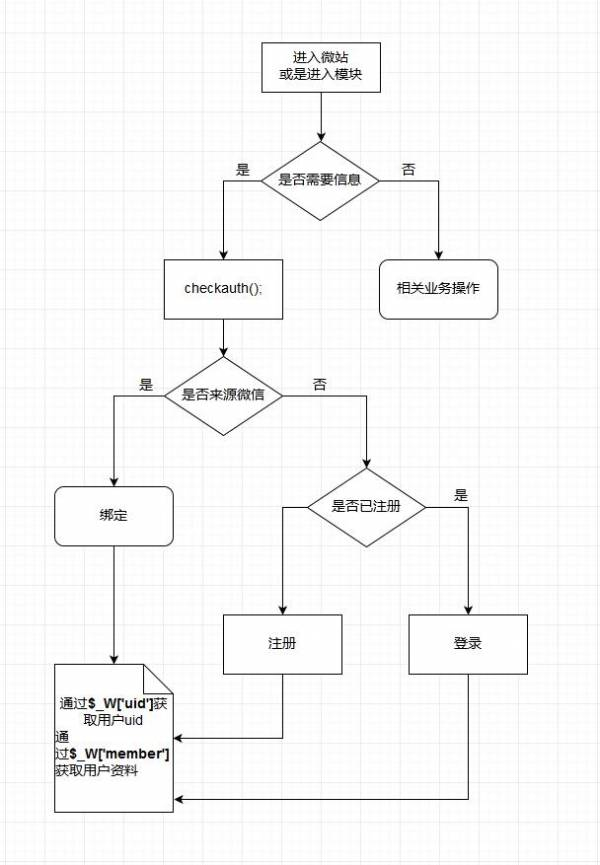 进入微站
或是进入模块
是
否
是否需要信息
checkauth();
相关业务操作
是
否
是否来源微信
是否已注册
是
绑定
注册
登录
通过$_W['uid']获
取用户uid
通
过$_W['member']
获取用户资料